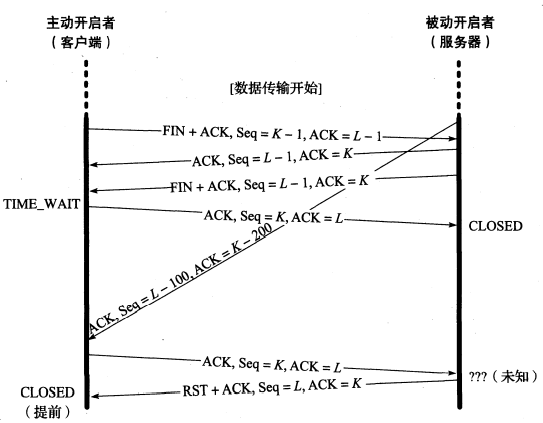 主动开启者
（客户端）
被动开启者
（服务器）
[数据传输开始]
FIN + ACK, Seq = K − 1, ACK = L − 1
ACK, Seq = L − 1, ACK = K
FIN + ACK, Seq = L − 1, ACK = K
TIME_WAIT
ACK, Seq = K, ACK = L
CLOSED
ACK, Seq = L − 100, ACK = K − 200
ACK, Seq = K, ACK = L
???（未知）
RST + ACK, Seq = L, ACK = K
CLOSED
（提前）